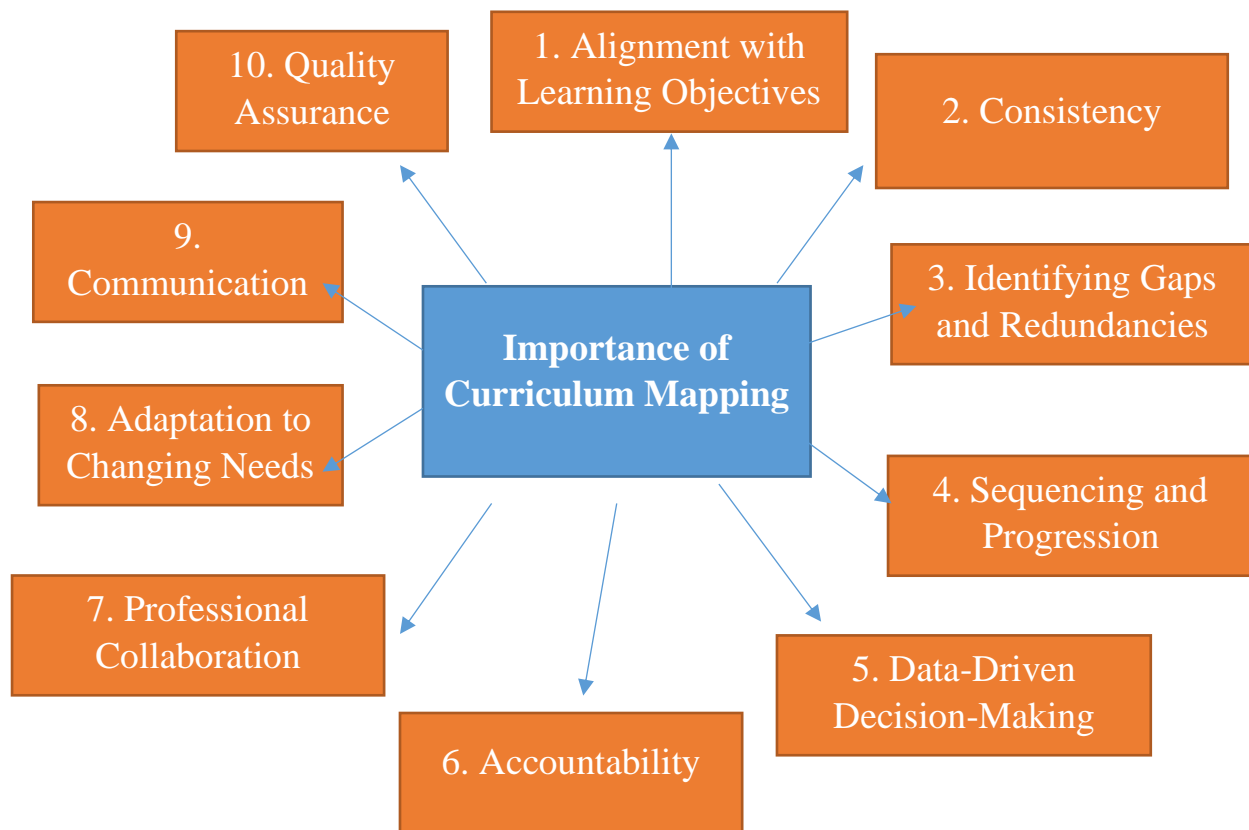 Importance of
Curriculum Mapping
1. Alignment with
Learning Objectives
2. Consistency
3. Identifying Gaps
and Redundancies
4. Sequencing and
Progression
5. Data-Driven
Decision-Making
6. Accountability
7. Professional
Collaboration
8. Adaptation to
Changing Needs
9.
Communication
10. Quality
Assurance